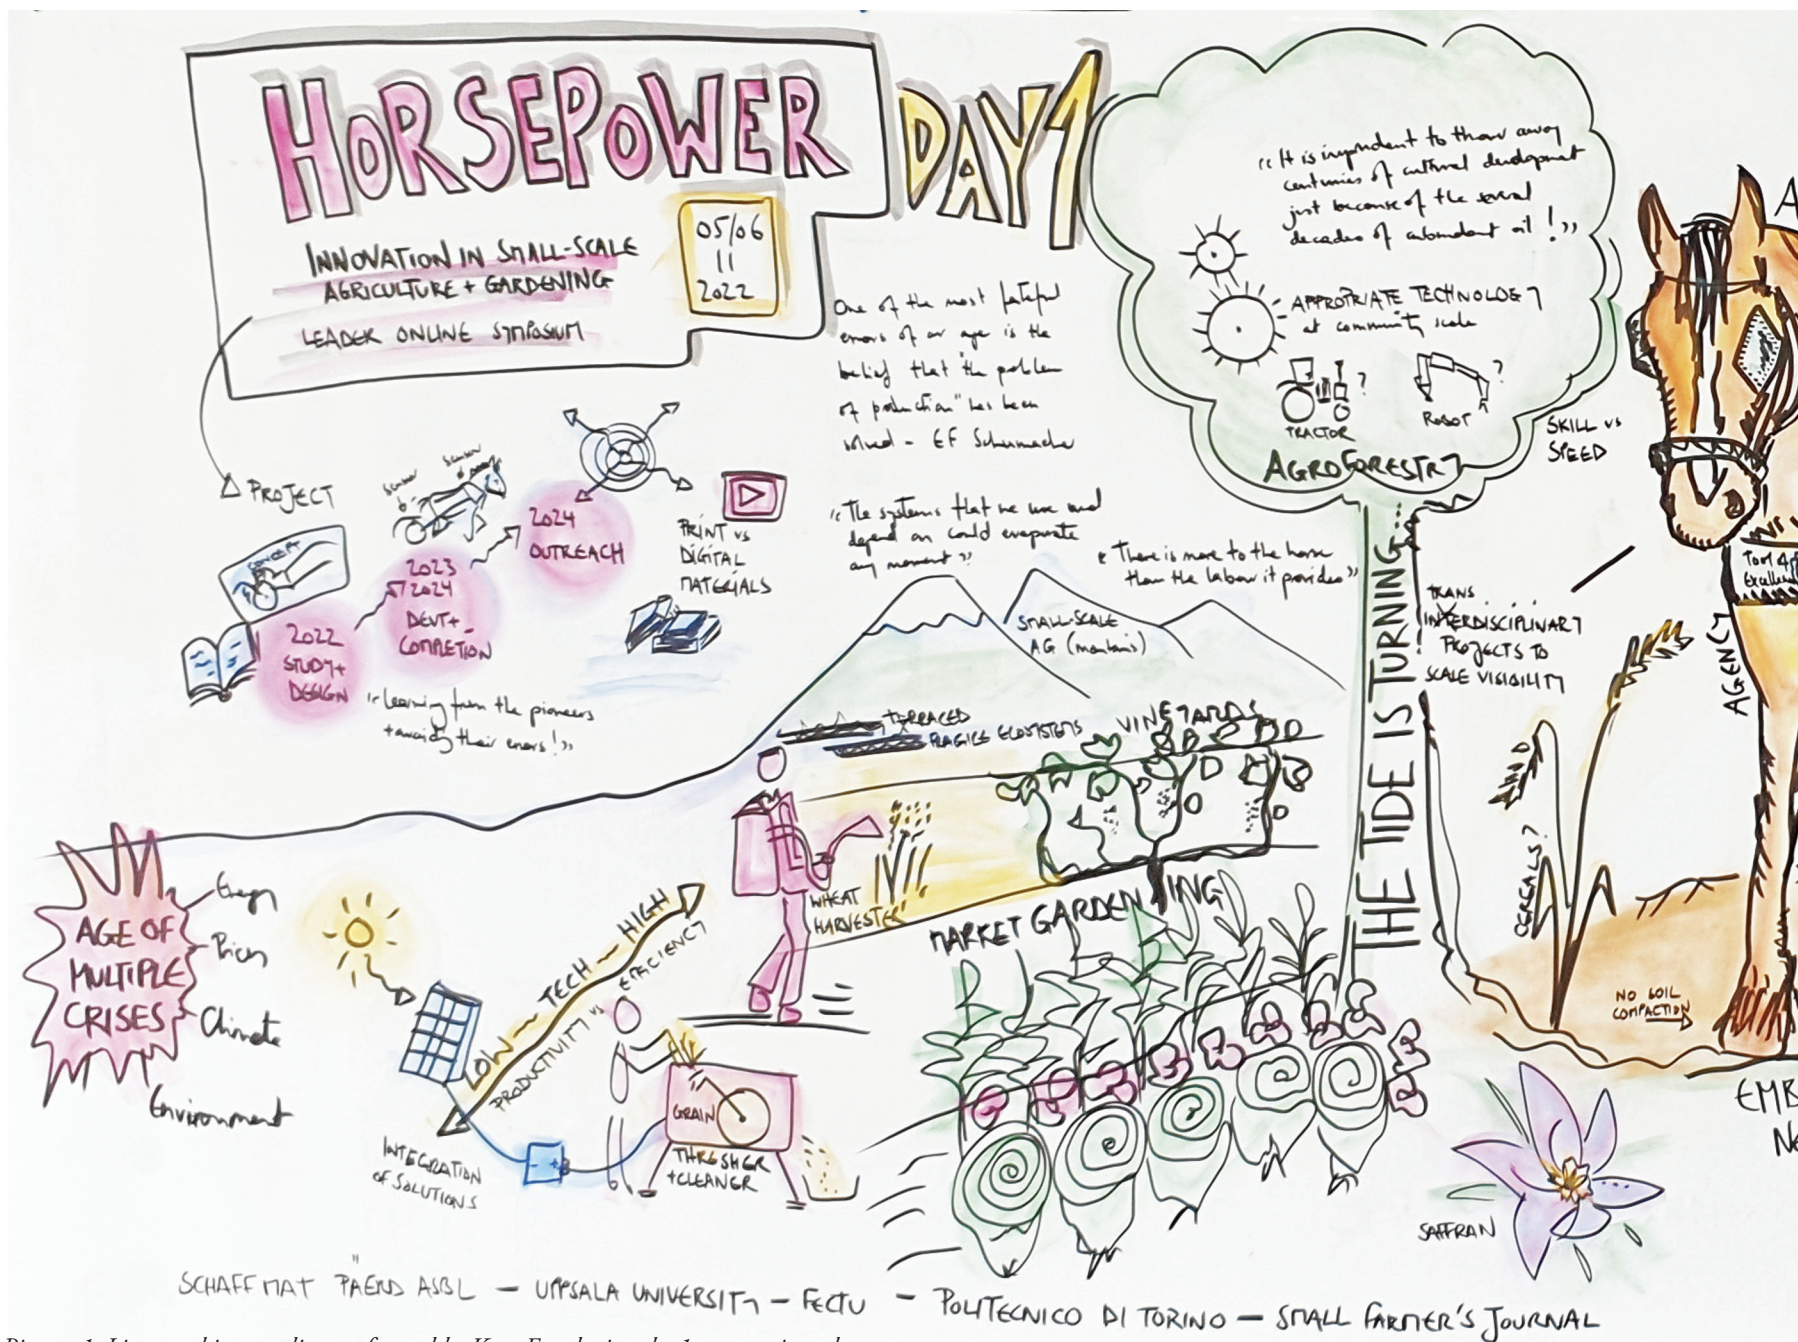 HORSEPOWER
DAY 1
INNOVATION IN SMALL-SCALE
AGRICULTURE + GARDENING
LEADER ONLINE SYMPOSIUM
05/06
11
2022
PROJECT
CONCEPT
2022
STUDY+
DESIGN
SENSOR
SENSOR
2023
2024
DEVT+
COMPLETION
2024
OUTREACH
PRINT vs
DIGITAL
MATERIALS
"Learning from the pioneers
+ avoiding their errors!"
One of the most fateful
errors of our age is the
belief that "the problem
of production" has been
solved - EF Schumacher
"The systems that we use and
depend on could evaporate
any moment"
"There is more to the horse
than the labour it provides"
"It is imprudent to throw away
centuries of cultural development
just because of the several
decades of abundant oil!"
APPROPRIATE TECHNOLOGY
at community scale
?
?
TRACTOR
ROBOT
AGROFORESTRY
THE TIDE IS TURNING...
SKILL vs
SPEED
TRANS
INTERDISCIPLINARY
PROJECTS TO
SCALE VISIBILITY
AGENCY
SMALL-SCALE
AG (mountains)
TERRACED
FRAGILE ECOSYSTEMS
VINEYARDS
WHEAT
HARVESTER
MARKET GARDENING
AGE OF
MULTIPLE
CRISES
Energy
Prices
Climate
Environment
LOW - TECH - HIGH
PRODUCTIVITY vs EFFICIENCY
INTEGRATION
OF SOLUTIONS
- +
GRAIN
THRESHER
+CLEANER
CEREALS?
NO SOIL
COMPACTION
SAFFRAN
SCHAFF MAT PÄERD ASBL - UPPSALA UNIVERSITY - FECTU - POLITECNICO DI TORINO - SMALL FARMER'S JOURNAL